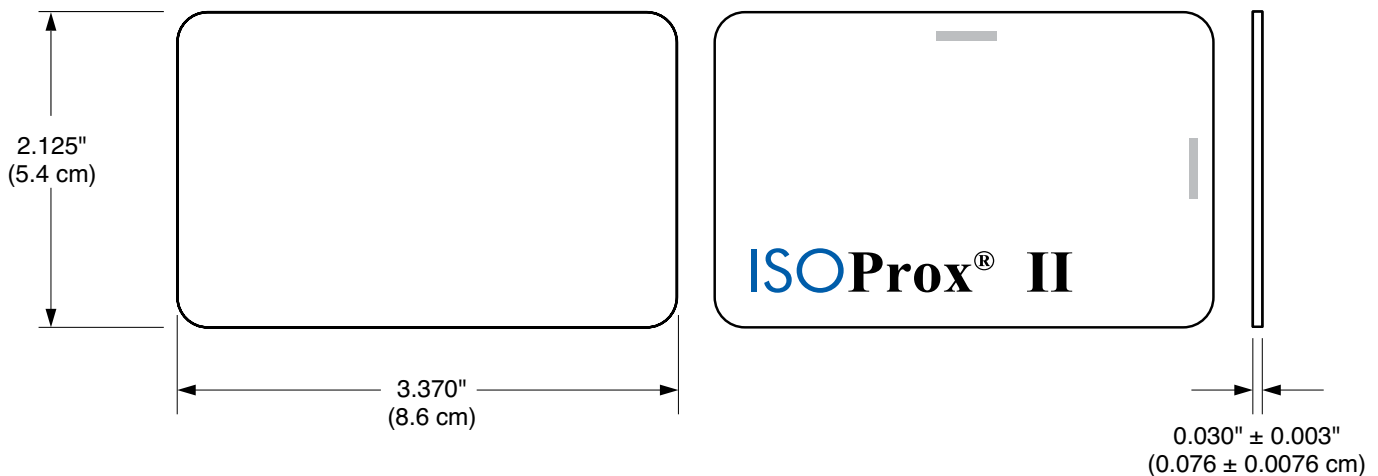 2.125"
(5.4 cm)
ISOProx® II
3.370"
(8.6 cm)
0.030" ± 0.003"
(0.076 ± 0.0076 cm)